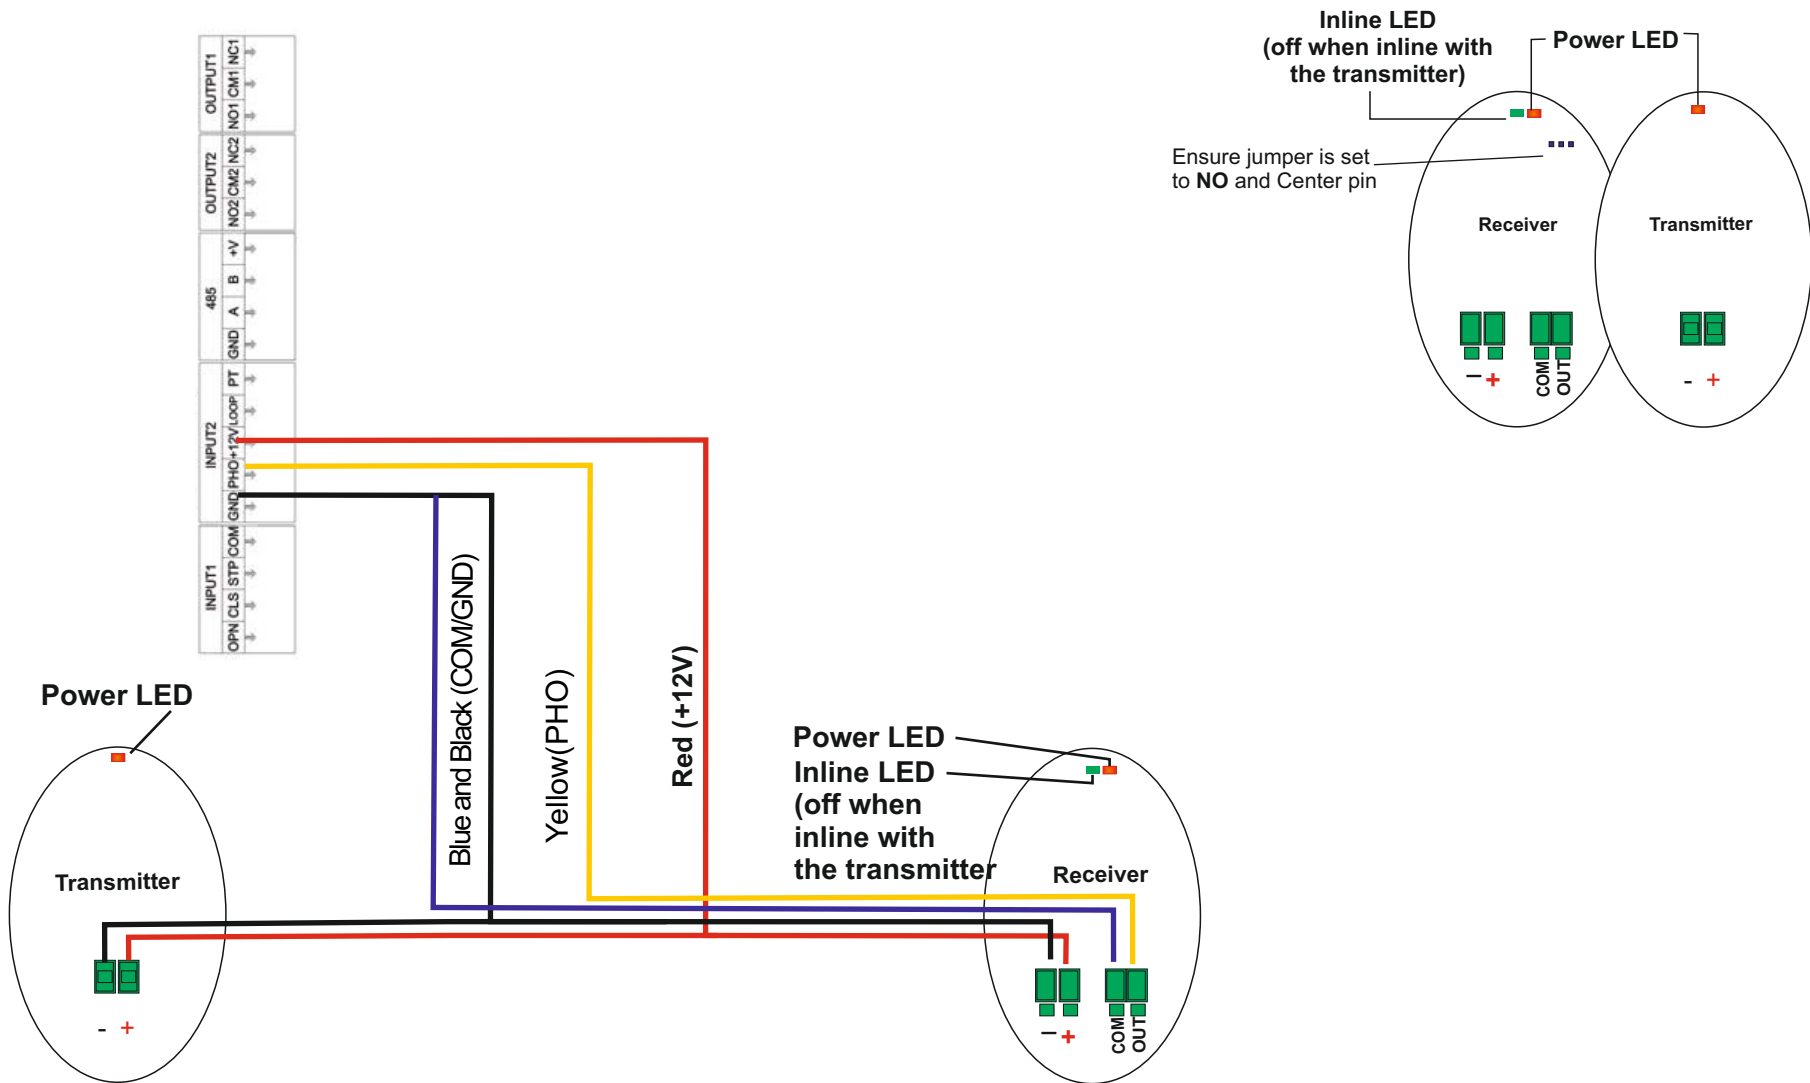 OUTPUT1
NC1
CM1
NO1
OUTPUT2
NC2
CM2
NO2
485
+V
B
A
GND
INPUT2
PT
LOOP
+12V
PHO
GND
INPUT1
COM
STP
CLS
OPN
Inline LED
(off when inline with
the transmitter)
Power LED
Ensure jumper is set
to NO and Center pin
Receiver
Transmitter
– +
COM
OUT
- +
Blue and Black (COM/GND)
Yellow(PHO)
Red (+12V)
Power LED
Transmitter
- +
Power LED
Inline LED
(off when
inline with
the transmitter
Receiver
– +
COM
OUT